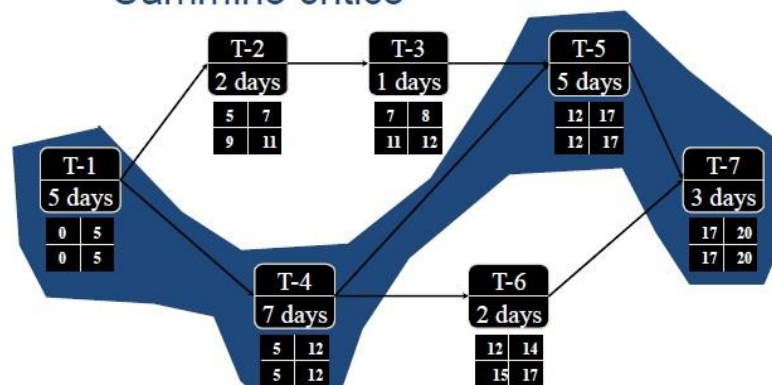 Cammino critico
T-2
2 days
5 7
9 11
T-3
1 days
7 8
11 12
T-5
5 days
12 17
12 17
T-1
5 days
0 5
0 5
T-7
3 days
17 20
17 20
T-4
7 days
5 12
5 12
T-6
2 days
12 14
15 17